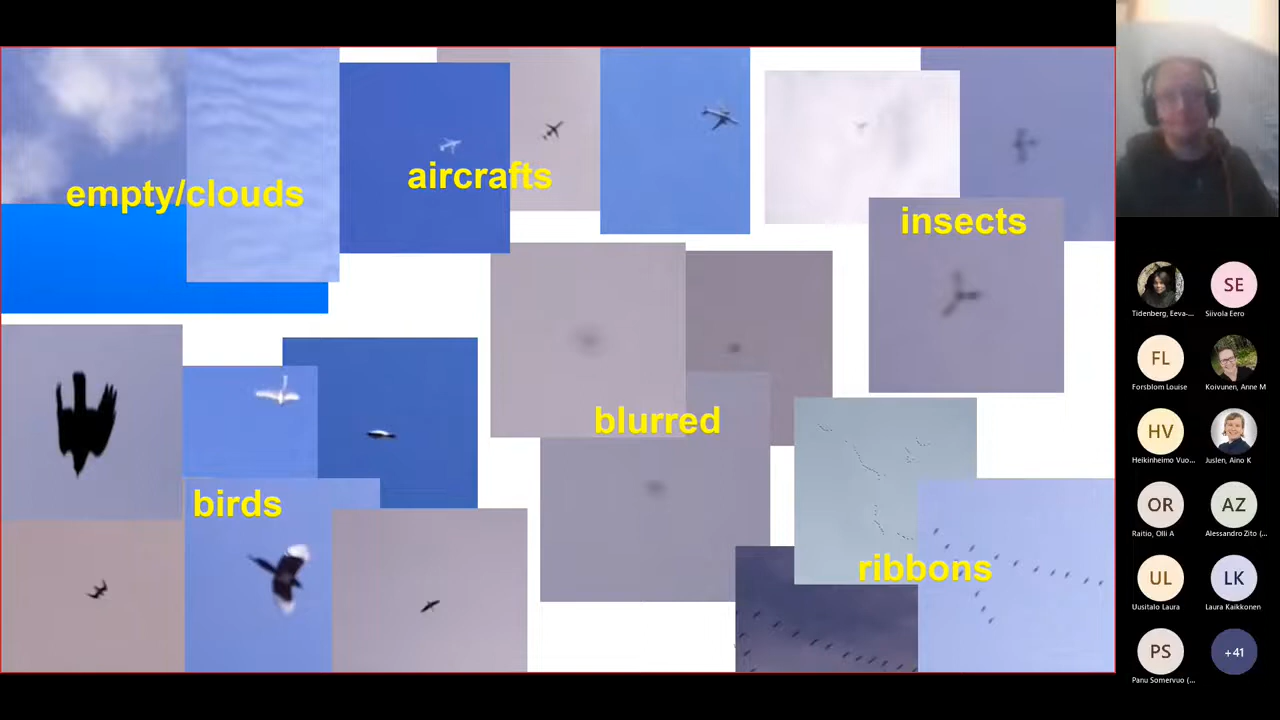 empty/clouds
aircrafts
insects
blurred
birds
ribbons
Tidenberg, Eeva-...
SE
Siivola Eero
FL
Forsblom Louise
Koivunen, Anne M
HV
Heikinheimo Vuo...
Juslen, Aino K
OR
Raitio, Olli A
AZ
Alessandro Zito (...
UL
Uusitalo Laura
LK
Laura Kaikkonen
PS
Panu Somervuo (...
+41